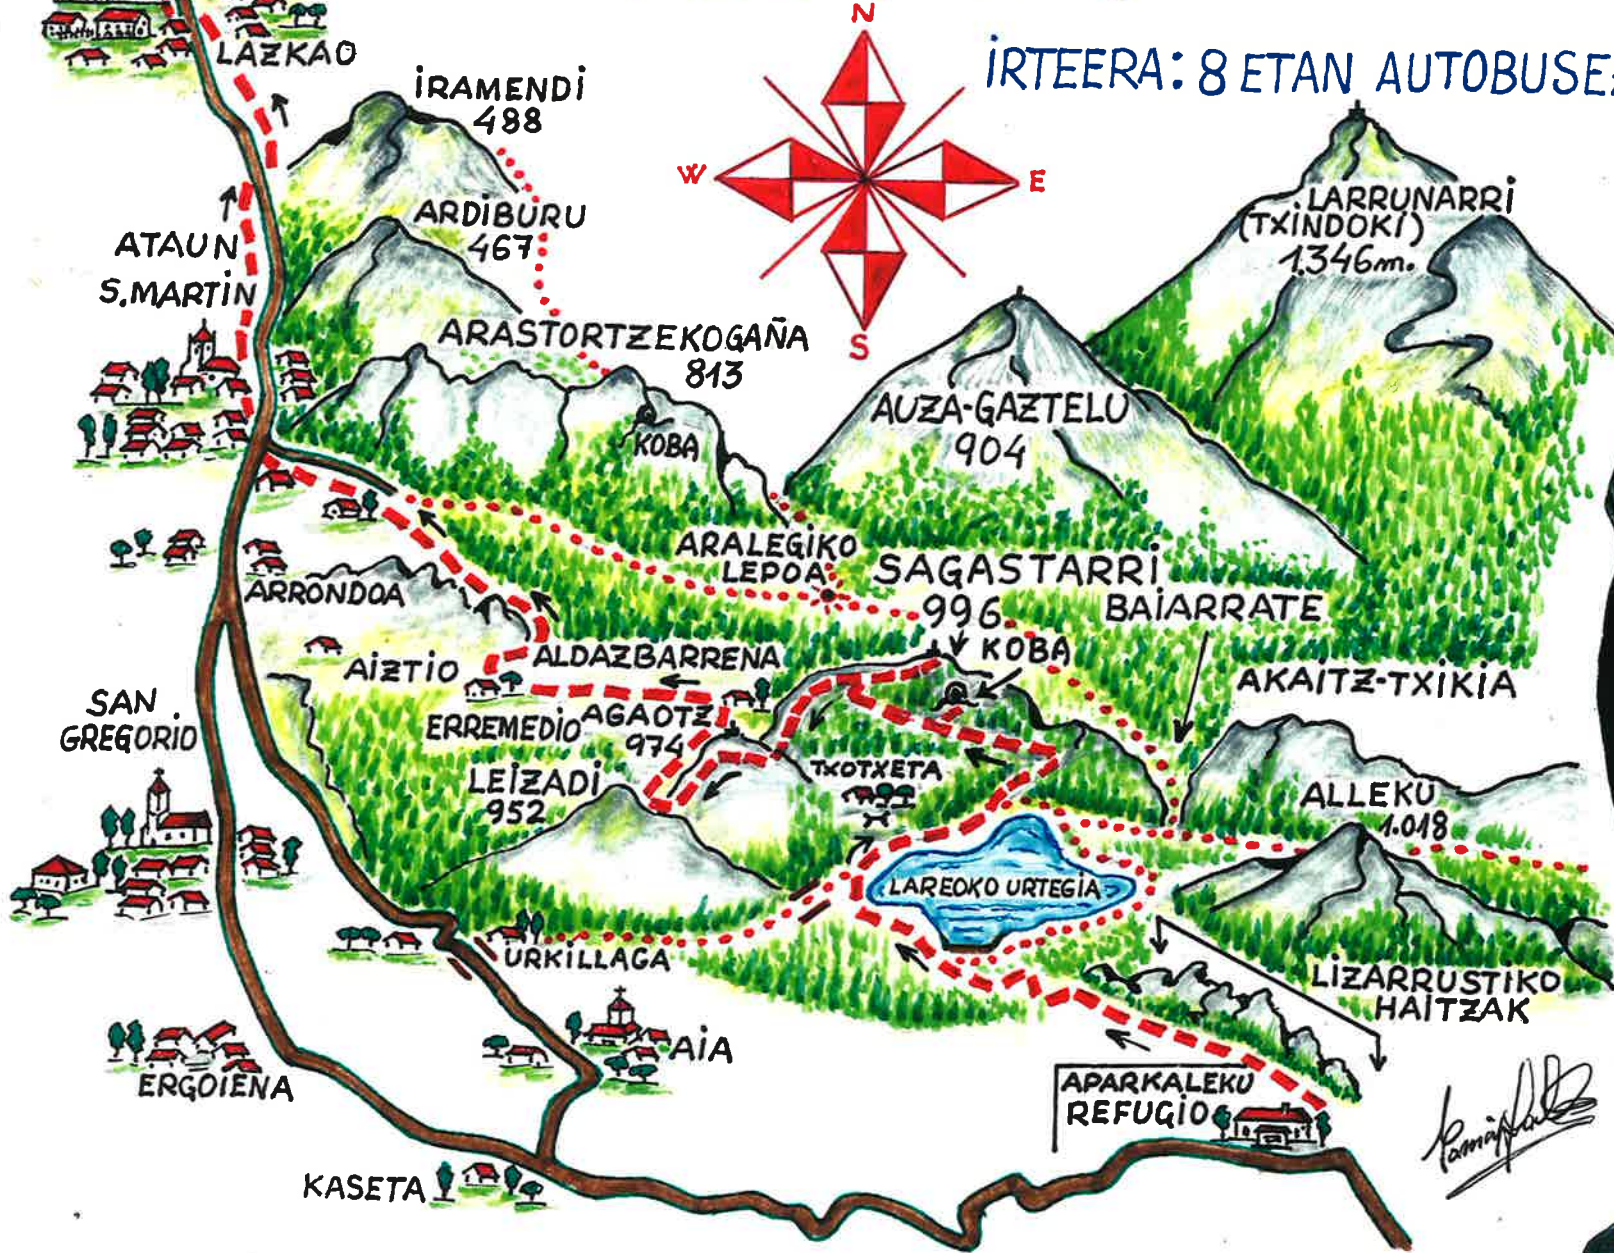 N
IRTEERA: 8 ETAN AUTOBUSE
LAZKAO
IRAMENDI
488
W
E
LARRUNARRI
(TXINDOKI)
1.346m.
ARDIBURU
467
ATAUN
S.MARTIN
S
ARASTORTZEKOGAÑA
813
AUZA-GAZTELU
904
KOBA
ARALEGIKO
LEPOA
SAGASTARRI
996
BAIARRATE
ARRONDOA
KOBA
AIZTIO
ALDAZBARRENA
AKAITZ-TXIKIA
SAN
GREGORIO
ERREMEDIO
AGAOTZ
974
LEIZADI
952
TXOTXETA
ALLEKU
1.018
LAREOKO URTEGIA
URKILLAGA
LIZARRUSTIKO
HAITZAK
AIA
ERGOIENA
APARKALEKU
REFUGIO
KASETA